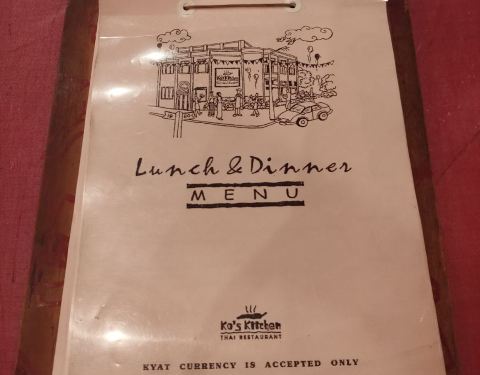 Lunch & Dinner
MENU
Ko's Kitchen
THAI RESTAURANT
KYAT CURRENCY IS ACCEPTED ONLY